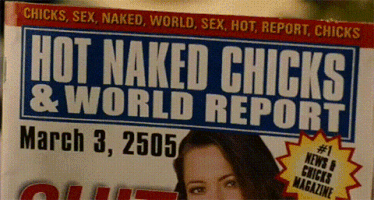 CHICKS, SEX, NAKED, WORLD, SEX, HOT, REPORT, CHICKS
HOT NAKED CHICKS
& WORLD REPORT
March 3, 2505
#1
NEWS &
CHICKS
MAGAZINE